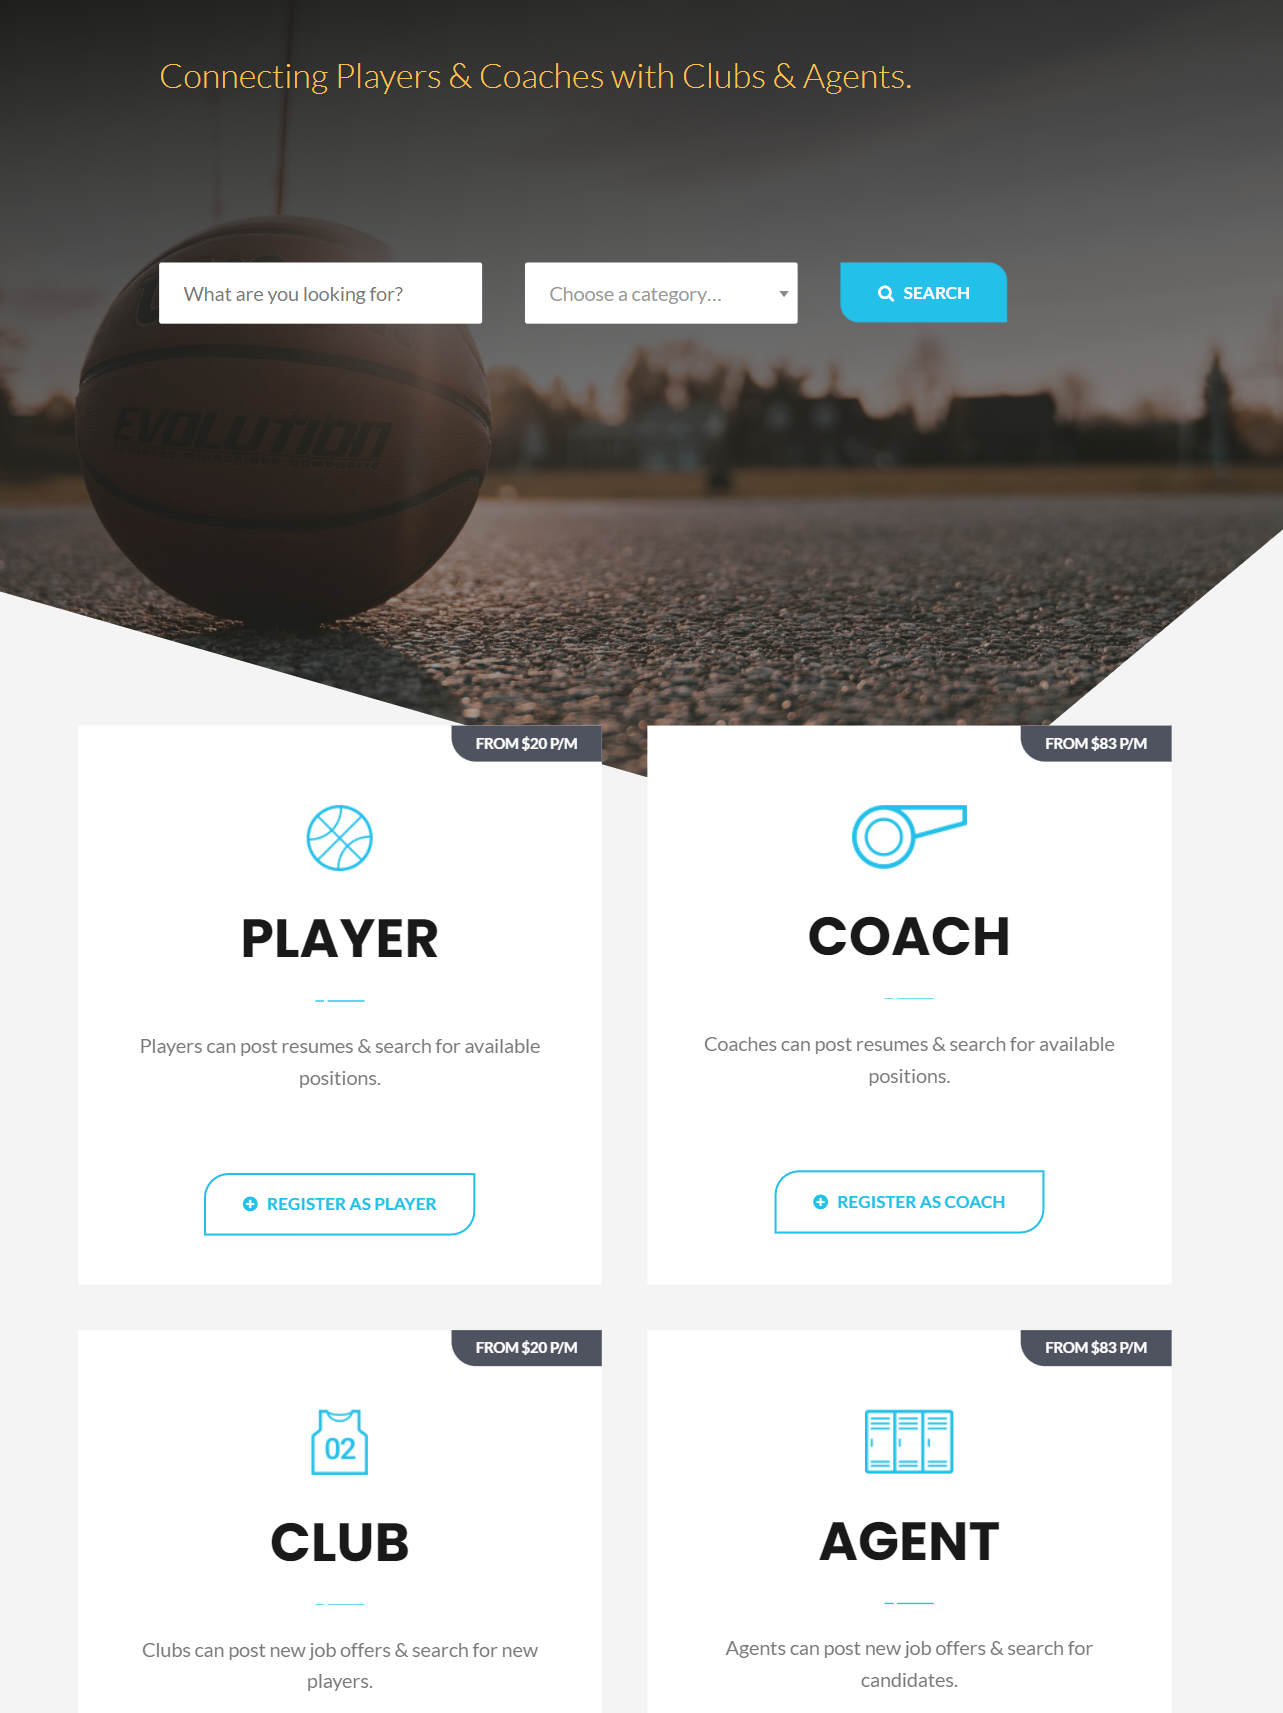 Connecting Players & Coaches with Clubs & Agents.
What are you looking for?
Choose a category...
SEARCH
EVOLUTION
FROM $20 P/M
FROM $83 P/M
PLAYER
COACH
Players can post resumes & search for available
positions.
Coaches can post resumes & search for available
positions.
REGISTER AS PLAYER
REGISTER AS COACH
FROM $20 P/M
FROM $83 P/M
02
CLUB
AGENT
Clubs can post new job offers & search for new
players.
Agents can post new job offers & search for
candidates.